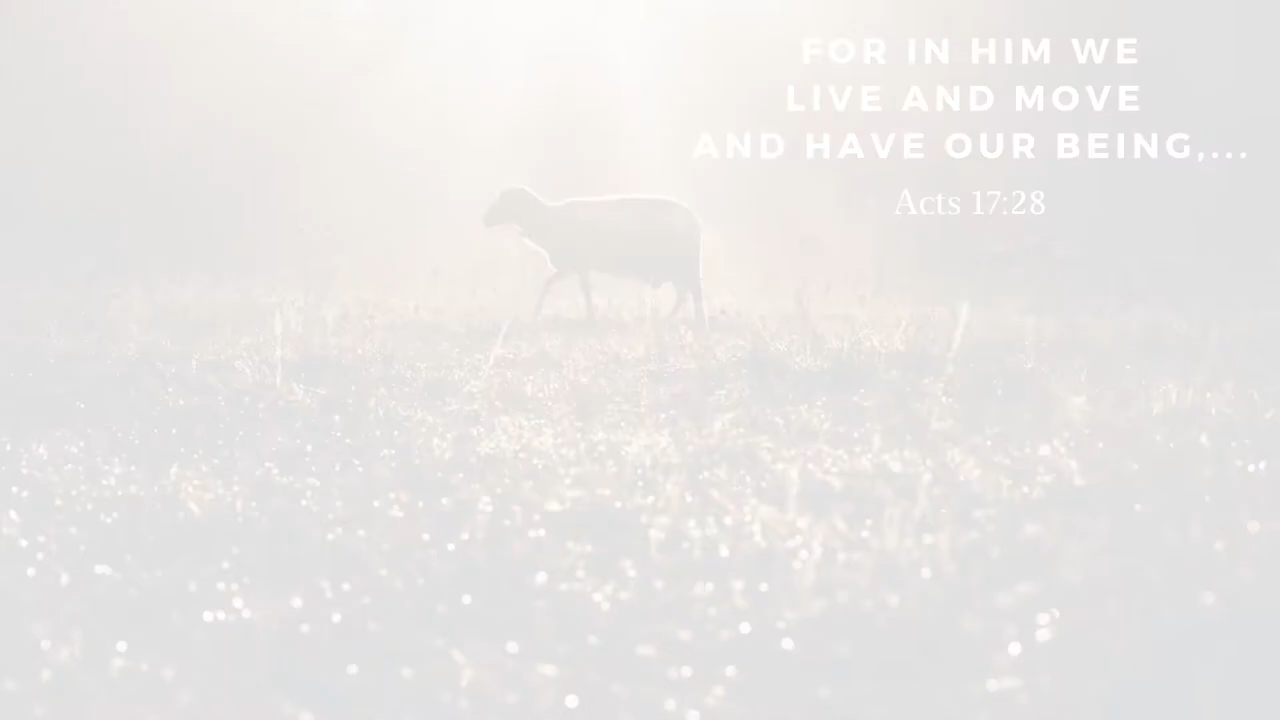 FOR IN HIM WE
LIVE AND MOVE
AND HAVE OUR BEING,...
Acts 17:28